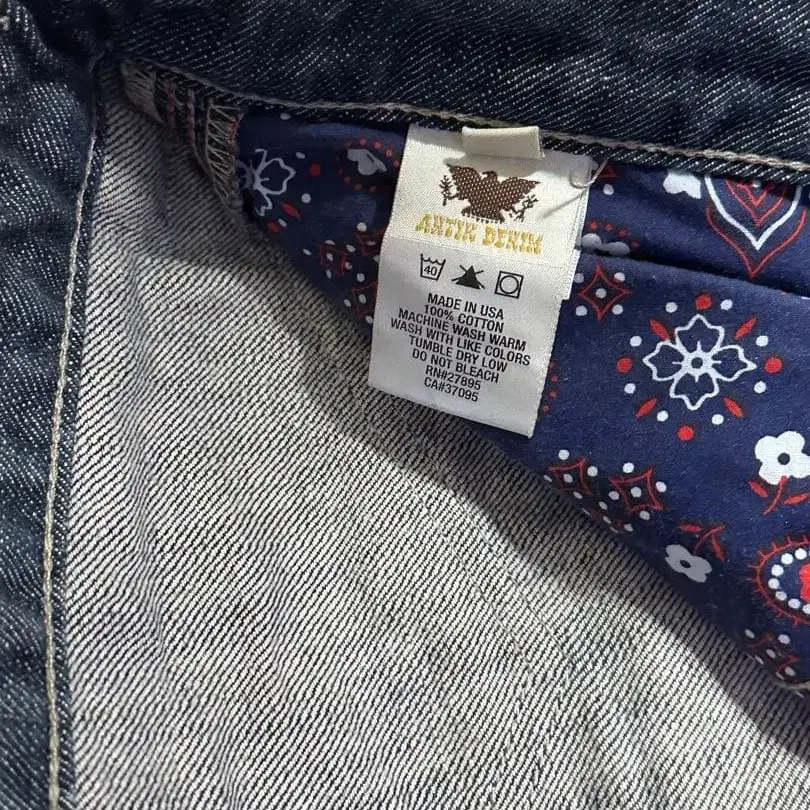 ANTIK DENIM
40
MADE IN USA
100% COTTON
MACHINE WASH WARM
WASH WITH LIKE COLORS
TUMBLE DRY LOW
DO NOT BLEACH
RN#27895
CA#37095